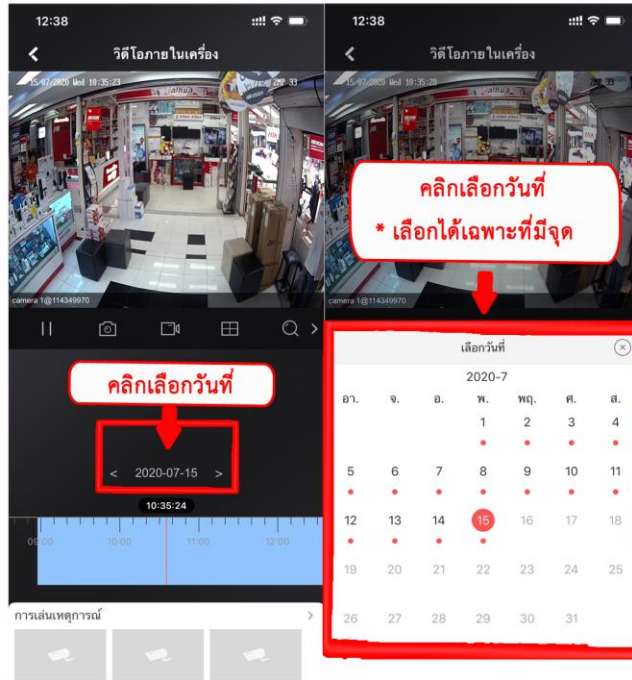 12:38
วิดีโอภายในเครื่อง
15/07/2020 Wed 10:35:23
camera 1@114349970
คลิกเลือกวันที่
< 2020-07-15 >
10:35:24
09:00 10:00 11:00 12:00
การเล่นเหตุการณ์ >
12:38
วิดีโอภายในเครื่อง
15/07/2020 Wed 10:35:28
คลิกเลือกวันที่
* เลือกได้เฉพาะที่มีจุด
camera 1@114349970
เลือกวันที่
2020-7
อา. จ. อ. พ. พฤ. ศ. ส.
1 2 3 4
5 6 7 8 9 10 11
12 13 14 15 16 17 18
19 20 21 22 23 24 25
26 27 28 29 30 31